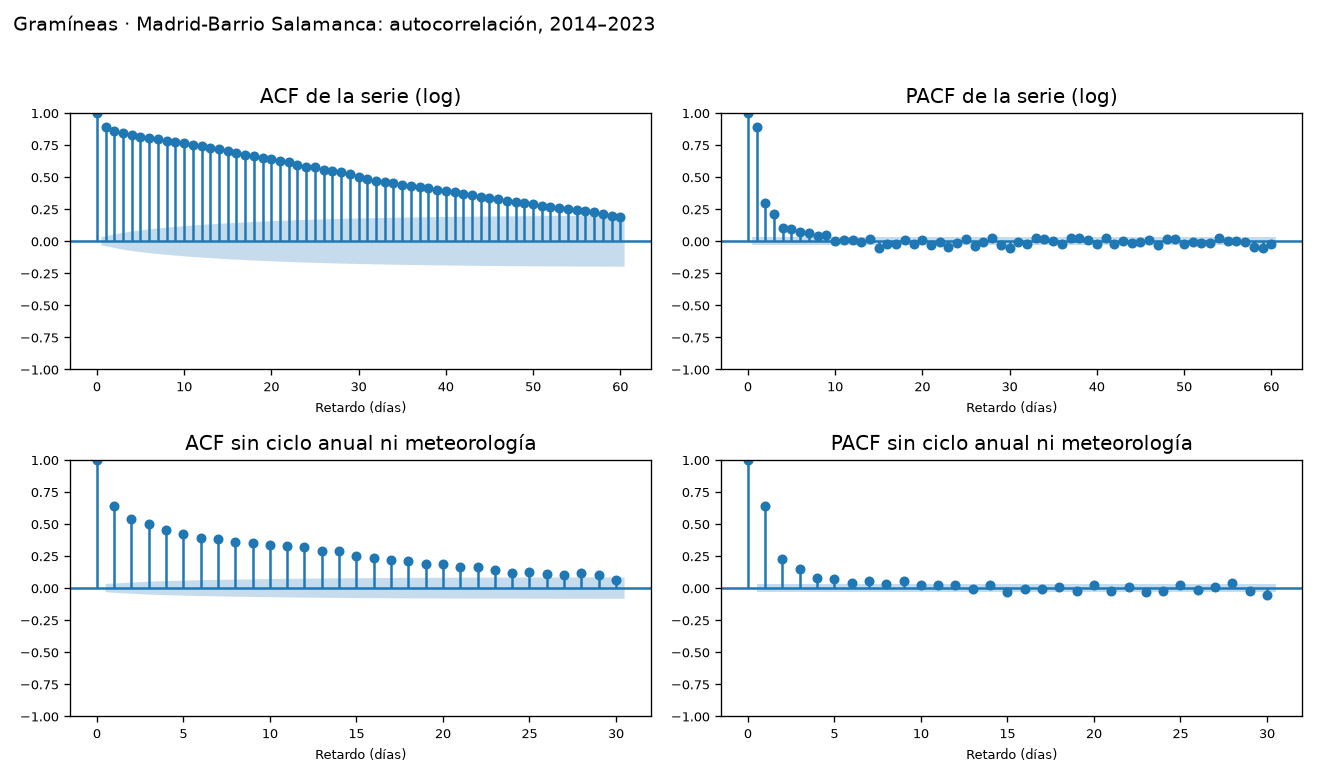 Gramíneas · Madrid-Barrio Salamanca: autocorrelación, 2014–2023
ACF de la serie (log)
1.00
0.75
0.50
0.25
0.00
−0.25
−0.50
−0.75
−1.00
0 10 20 30 40 50 60
Retardo (días)
PACF de la serie (log)
1.00
0.75
0.50
0.25
0.00
−0.25
−0.50
−0.75
−1.00
0 10 20 30 40 50 60
Retardo (días)
ACF sin ciclo anual ni meteorología
1.00
0.75
0.50
0.25
0.00
−0.25
−0.50
−0.75
−1.00
0 5 10 15 20 25 30
Retardo (días)
PACF sin ciclo anual ni meteorología
1.00
0.75
0.50
0.25
0.00
−0.25
−0.50
−0.75
−1.00
0 5 10 15 20 25 30
Retardo (días)